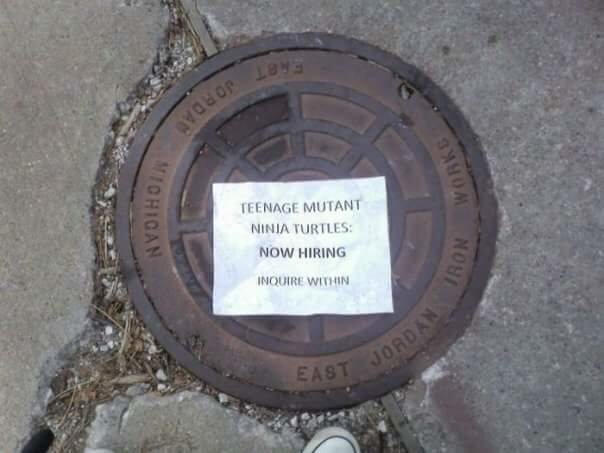 TEENAGE MUTANT
NINJA TURTLES:
NOW HIRING
INQUIRE WITHIN
EAST JORDAN IRON WORKS
EAST JORDAN
MICHIGAN